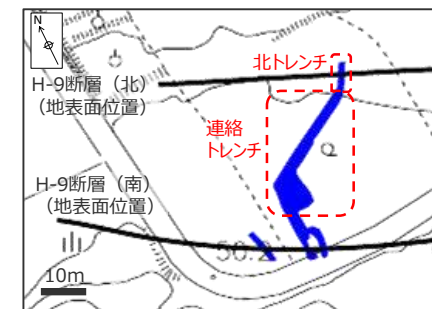 N
H-9断層（北）
（地表面位置）
北トレンチ
連絡
トレンチ
H-9断層（南）
（地表面位置）
50.2
10m